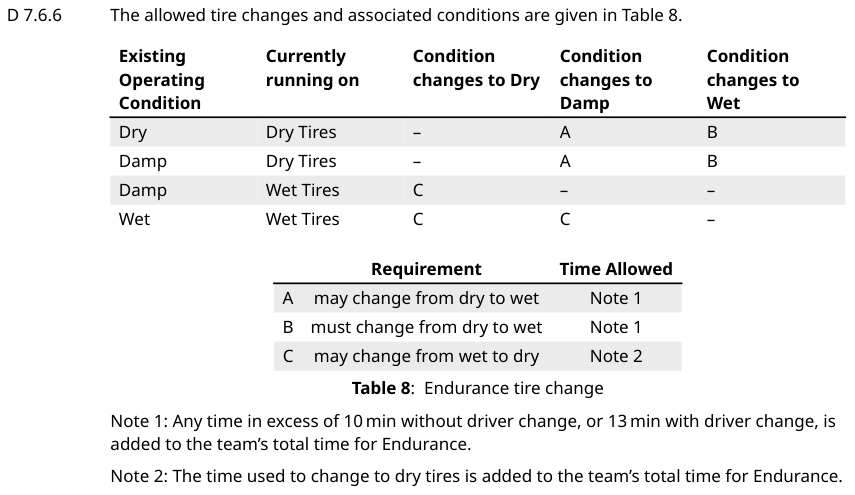 D 7.6.6 The allowed tire changes and associated conditions are given in Table 8.
Existing Operating Condition Currently running on Condition changes to Dry Condition changes to Damp Condition changes to Wet
Dry Dry Tires – A B
Damp Dry Tires – A B
Damp Wet Tires C – –
Wet Wet Tires C C –
Requirement Time Allowed
A may change from dry to wet Note 1
B must change from dry to wet Note 1
C may change from wet to dry Note 2
Table 8: Endurance tire change
Note 1: Any time in excess of 10 min without driver change, or 13 min with driver change, is
added to the team’s total time for Endurance.
Note 2: The time used to change to dry tires is added to the team’s total time for Endurance.